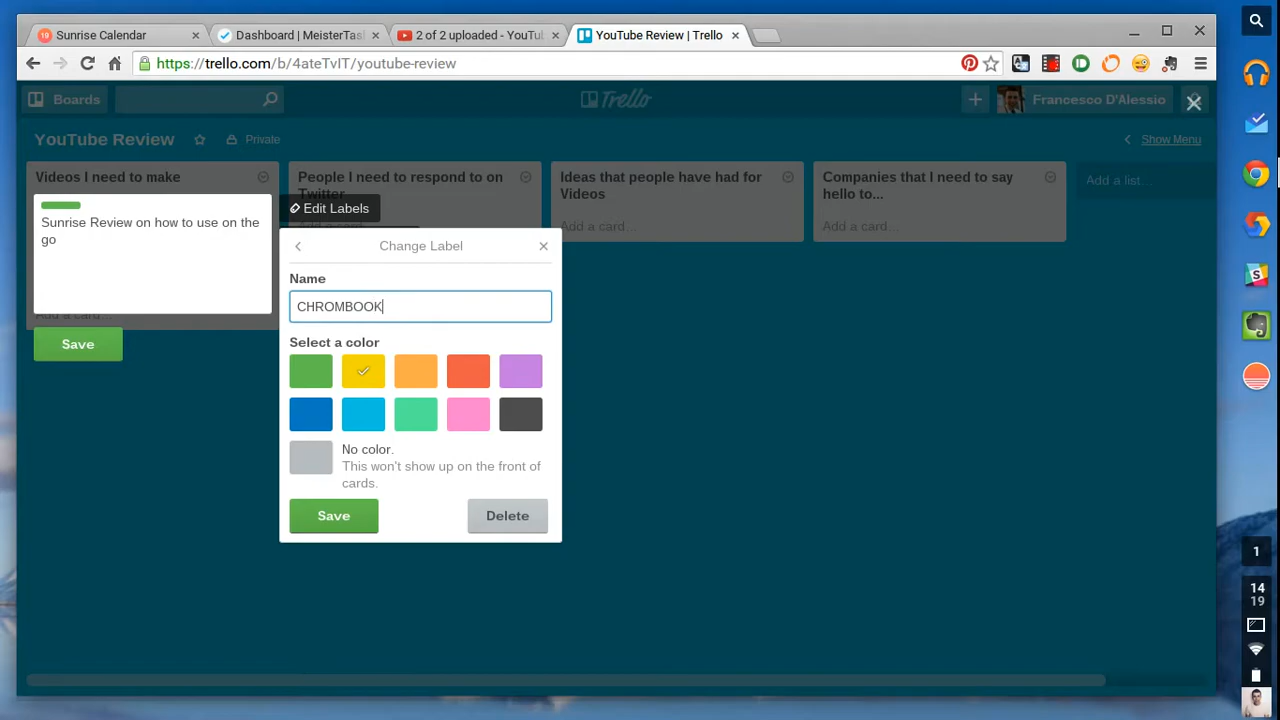 19 Sunrise Calendar
Dashboard | MeisterTas
2 of 2 uploaded - YouTu
YouTube Review | Trello
https://trello.com/b/4ateTvIT/youtube-review
Boards
Trello
Francesco D'Alessio
YouTube Review
Private
Show Menu
Videos I need to make
People I need to respond to on
Twitter
Ideas that people have had for
Videos
Companies that I need to say
hello to...
Add a list…
Add a card…
Add a card…
Edit Labels
Sunrise Review on how to use on the
go
Add a card…
Save
Change Label
Name
CHROMBOOK
Select a color
No color.
This won't show up on the front of
cards.
Save
Delete
1
14
19